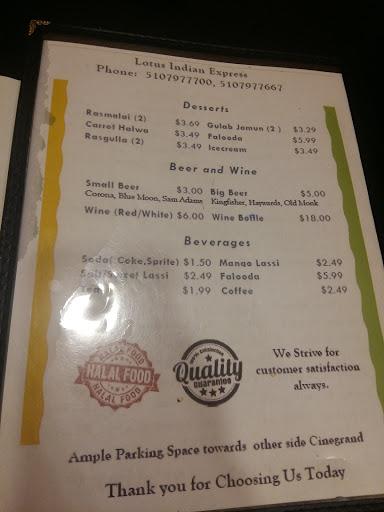 Lotus Indian Express
Phone: 5107977700, 5107977667
Desserts
Rasmalai (2) $3.69 Gulab Jamun (2 ) $3.29
Carrot Halwa $3.49 Falooda $5.99
Rasgulla (2) $3.49 Icecream $3.49
Beer and Wine
Small Beer $3.00 Big Beer $5.00
Corona, Blue Moon, Sam Adams Kingfisher, Haywards, Old Monk
Wine (Red/White) $6.00 Wine Bottle $18.00
Beverages
Soda( Coke,Sprite) $1.50 Mango Lassi $2.49
Salt/Sweet Lassi $2.49 Falooda $5.99
Tea $1.99 Coffee $2.49
HALAL FOOD
HALAL FOOD
HALAL FOOD
Quality
guarantee
We Strive for
customer satisfaction
always.
Ample Parking Space towards other side Cinegrand
Thank you for Choosing Us Today